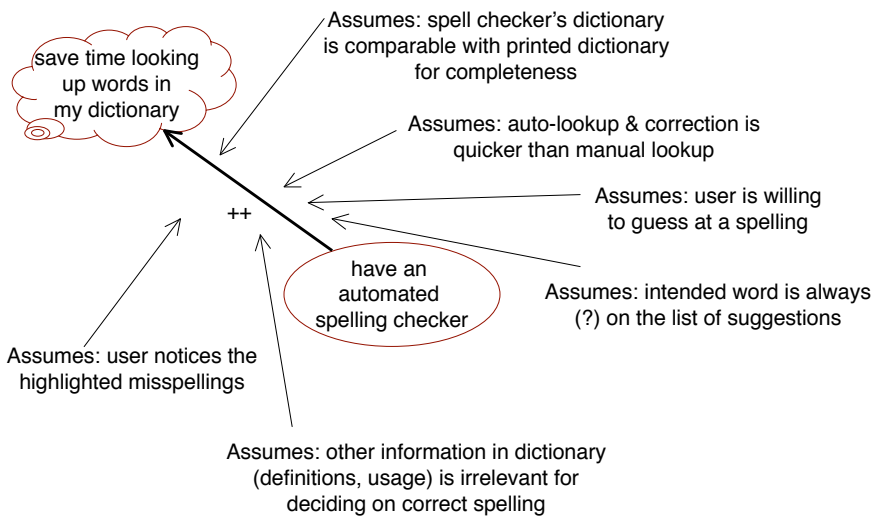 Assumes: spell checker’s dictionary
is comparable with printed dictionary
for completeness
save time looking
up words in
my dictionary
Assumes: auto-lookup & correction is
quicker than manual lookup
Assumes: user is willing
to guess at a spelling
++
have an
automated
spelling checker
Assumes: intended word is always
(?) on the list of suggestions
Assumes: user notices the
highlighted misspellings
Assumes: other information in dictionary
(definitions, usage) is irrelevant for
deciding on correct spelling